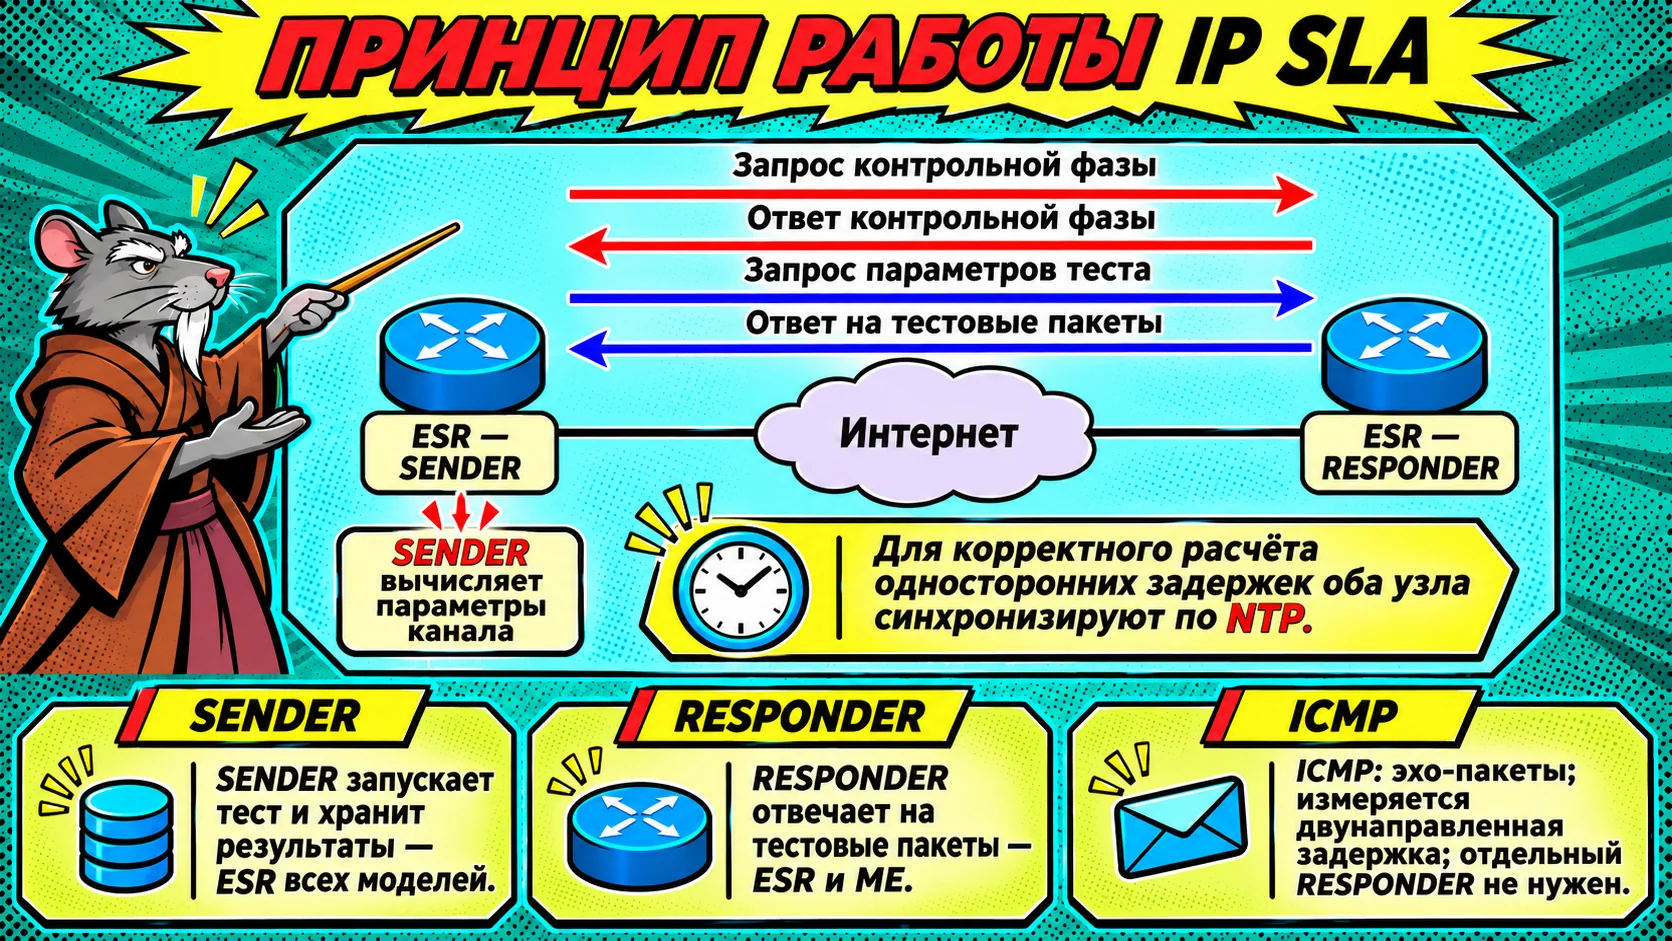 ПРИНЦИП РАБОТЫ IP SLA
Запрос контрольной фазы
Ответ контрольной фазы
Запрос параметров теста
Ответ на тестовые пакеты
Интернет
ESR —
SENDER
ESR —
RESPONDER
SENDER
вычисляет
параметры
канала
Для корректного расчёта
односторонних задержек оба узла
синхронизируют по NTP.
SENDER
SENDER запускает
тест и хранит
результаты —
ESR всех моделей.
RESPONDER
RESPONDER
отвечает на
тестовые пакеты —
ESR и ME.
ICMP
ICMP: эхо-пакеты;
измеряется
двунаправленная
задержка; отдельный
RESPONDER не нужен.